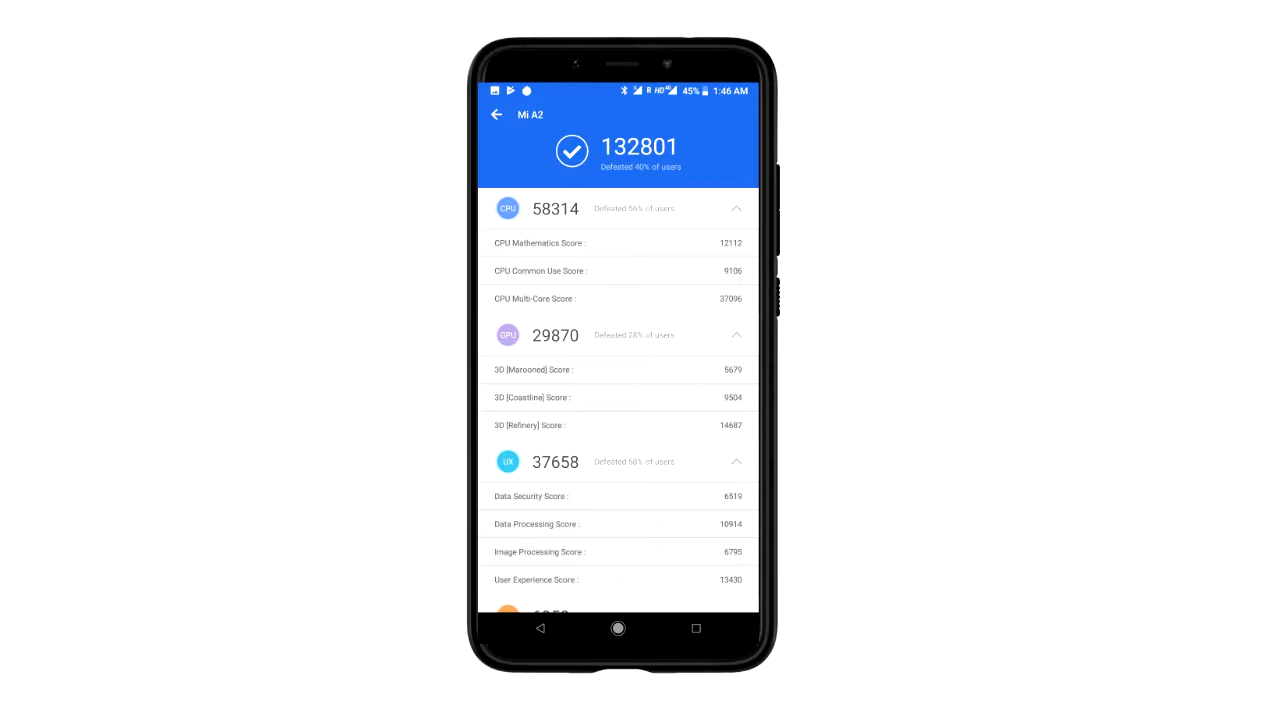 R HD 4G 45% 1:46 AM
Mi A2
132801
Defeated 40% of users
CPU 58314 Defeated 56% of users
CPU Mathematics Score : 12112
CPU Common Use Score : 9106
CPU Multi-Core Score : 37096
GPU 29870 Defeated 28% of users
3D [Marooned] Score : 5679
3D [Coastline] Score : 9504
3D [Refinery] Score : 14687
UX 37658 Defeated 58% of users
Data Security Score : 6519
Data Processing Score : 10914
Image Processing Score : 6795
User Experience Score : 13430